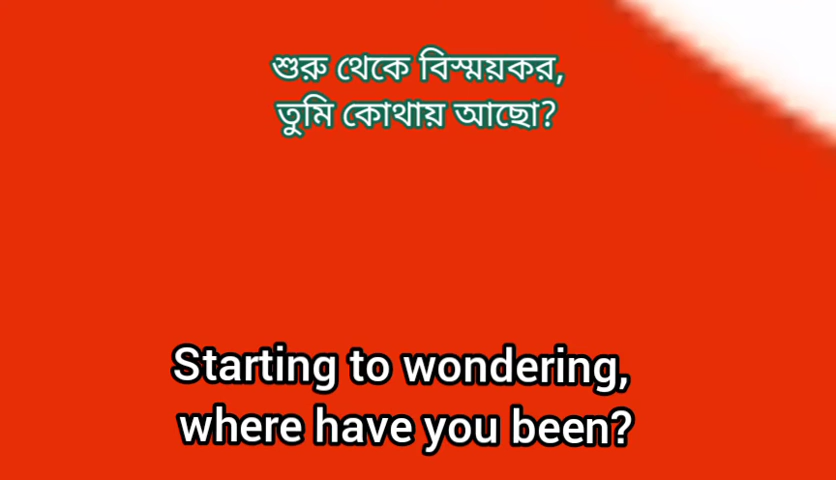 শুরু থেকে বিস্ময়কর,
তুমি কোথায় আছো?
Starting to wondering,
where have you been?